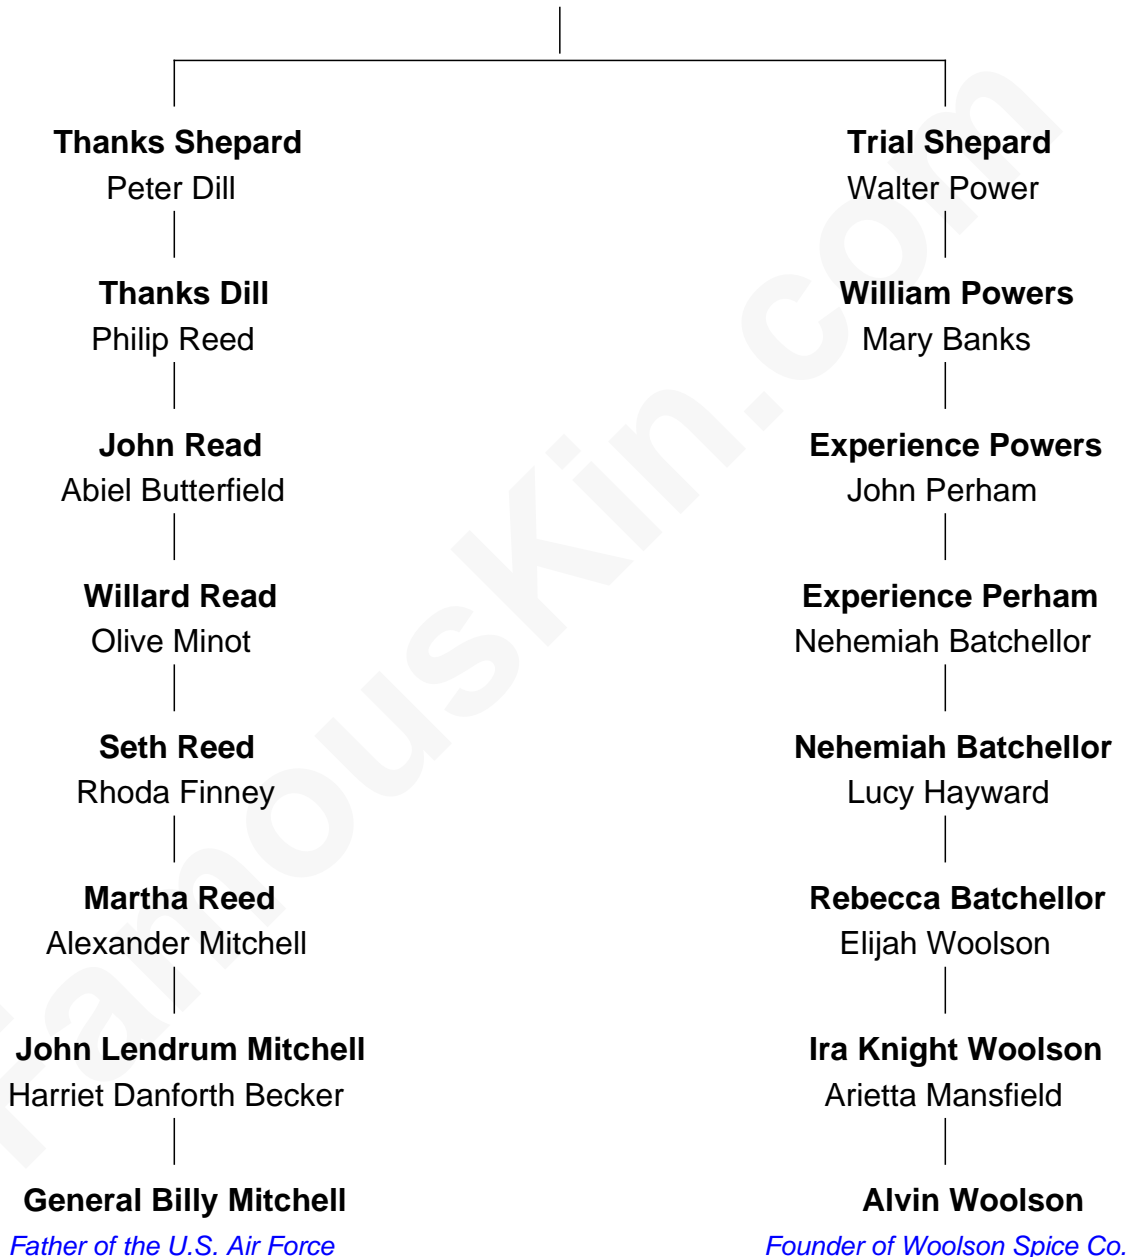 Thanks Shepard
Peter Dill
Thanks Dill
Philip Reed
John Read
Abiel Butterfield
Willard Read
Olive Minot
Seth Reed
Rhoda Finney
Martha Reed
Alexander Mitchell
John Lendrum Mitchell
Harriet Danforth Becker
General Billy Mitchell
Father of the U.S. Air Force
Trial Shepard
Walter Power
William Powers
Mary Banks
Experience Powers
John Perham
Experience Perham
Nehemiah Batchellor
Nehemiah Batchellor
Lucy Hayward
Rebecca Batchellor
Elijah Woolson
Ira Knight Woolson
Arietta Mansfield
Alvin Woolson
Founder of Woolson Spice Co.
FamousKin.com